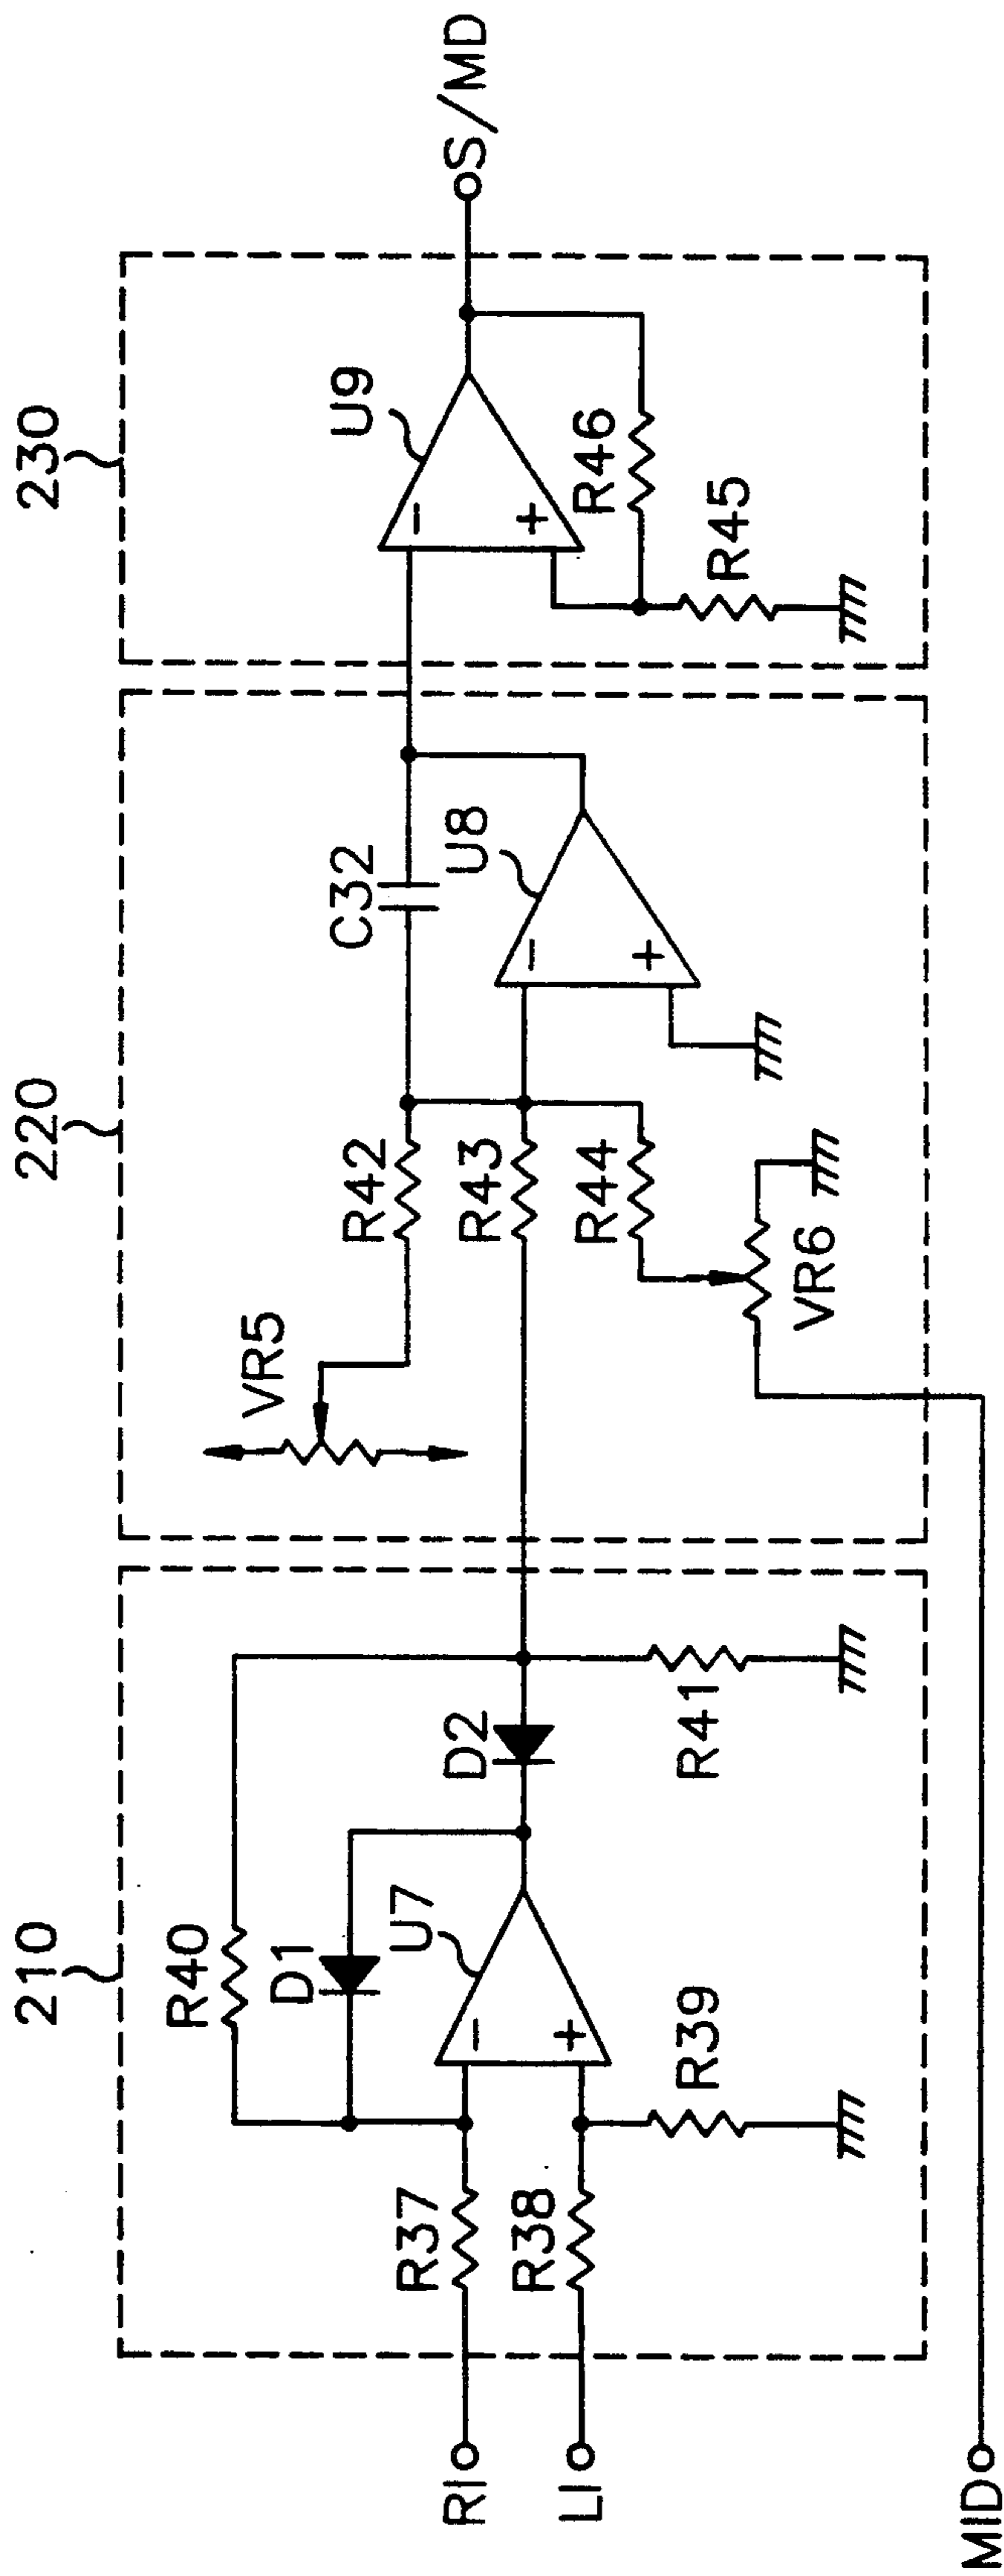 210
220
230
R40
D1
U7
D2
R37
R38
R39
R41
RI
LI
MID
VR5
R42
R43
R44
VR6
C32
U8
U9
R46
R45
S/MD
−
+
−
+
−
+